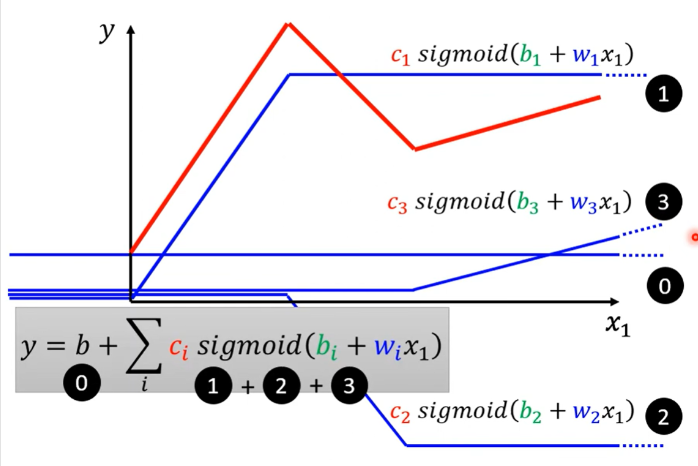 y
c₁ sigmoid(b₁ + w₁x₁)
1
c₃ sigmoid(b₃ + w₃x₁)
3
0
x₁
y = b + ∑ᵢ cᵢ sigmoid(bᵢ + wᵢx₁)
0 1 + 2 + 3
c₂ sigmoid(b₂ + w₂x₁)
2